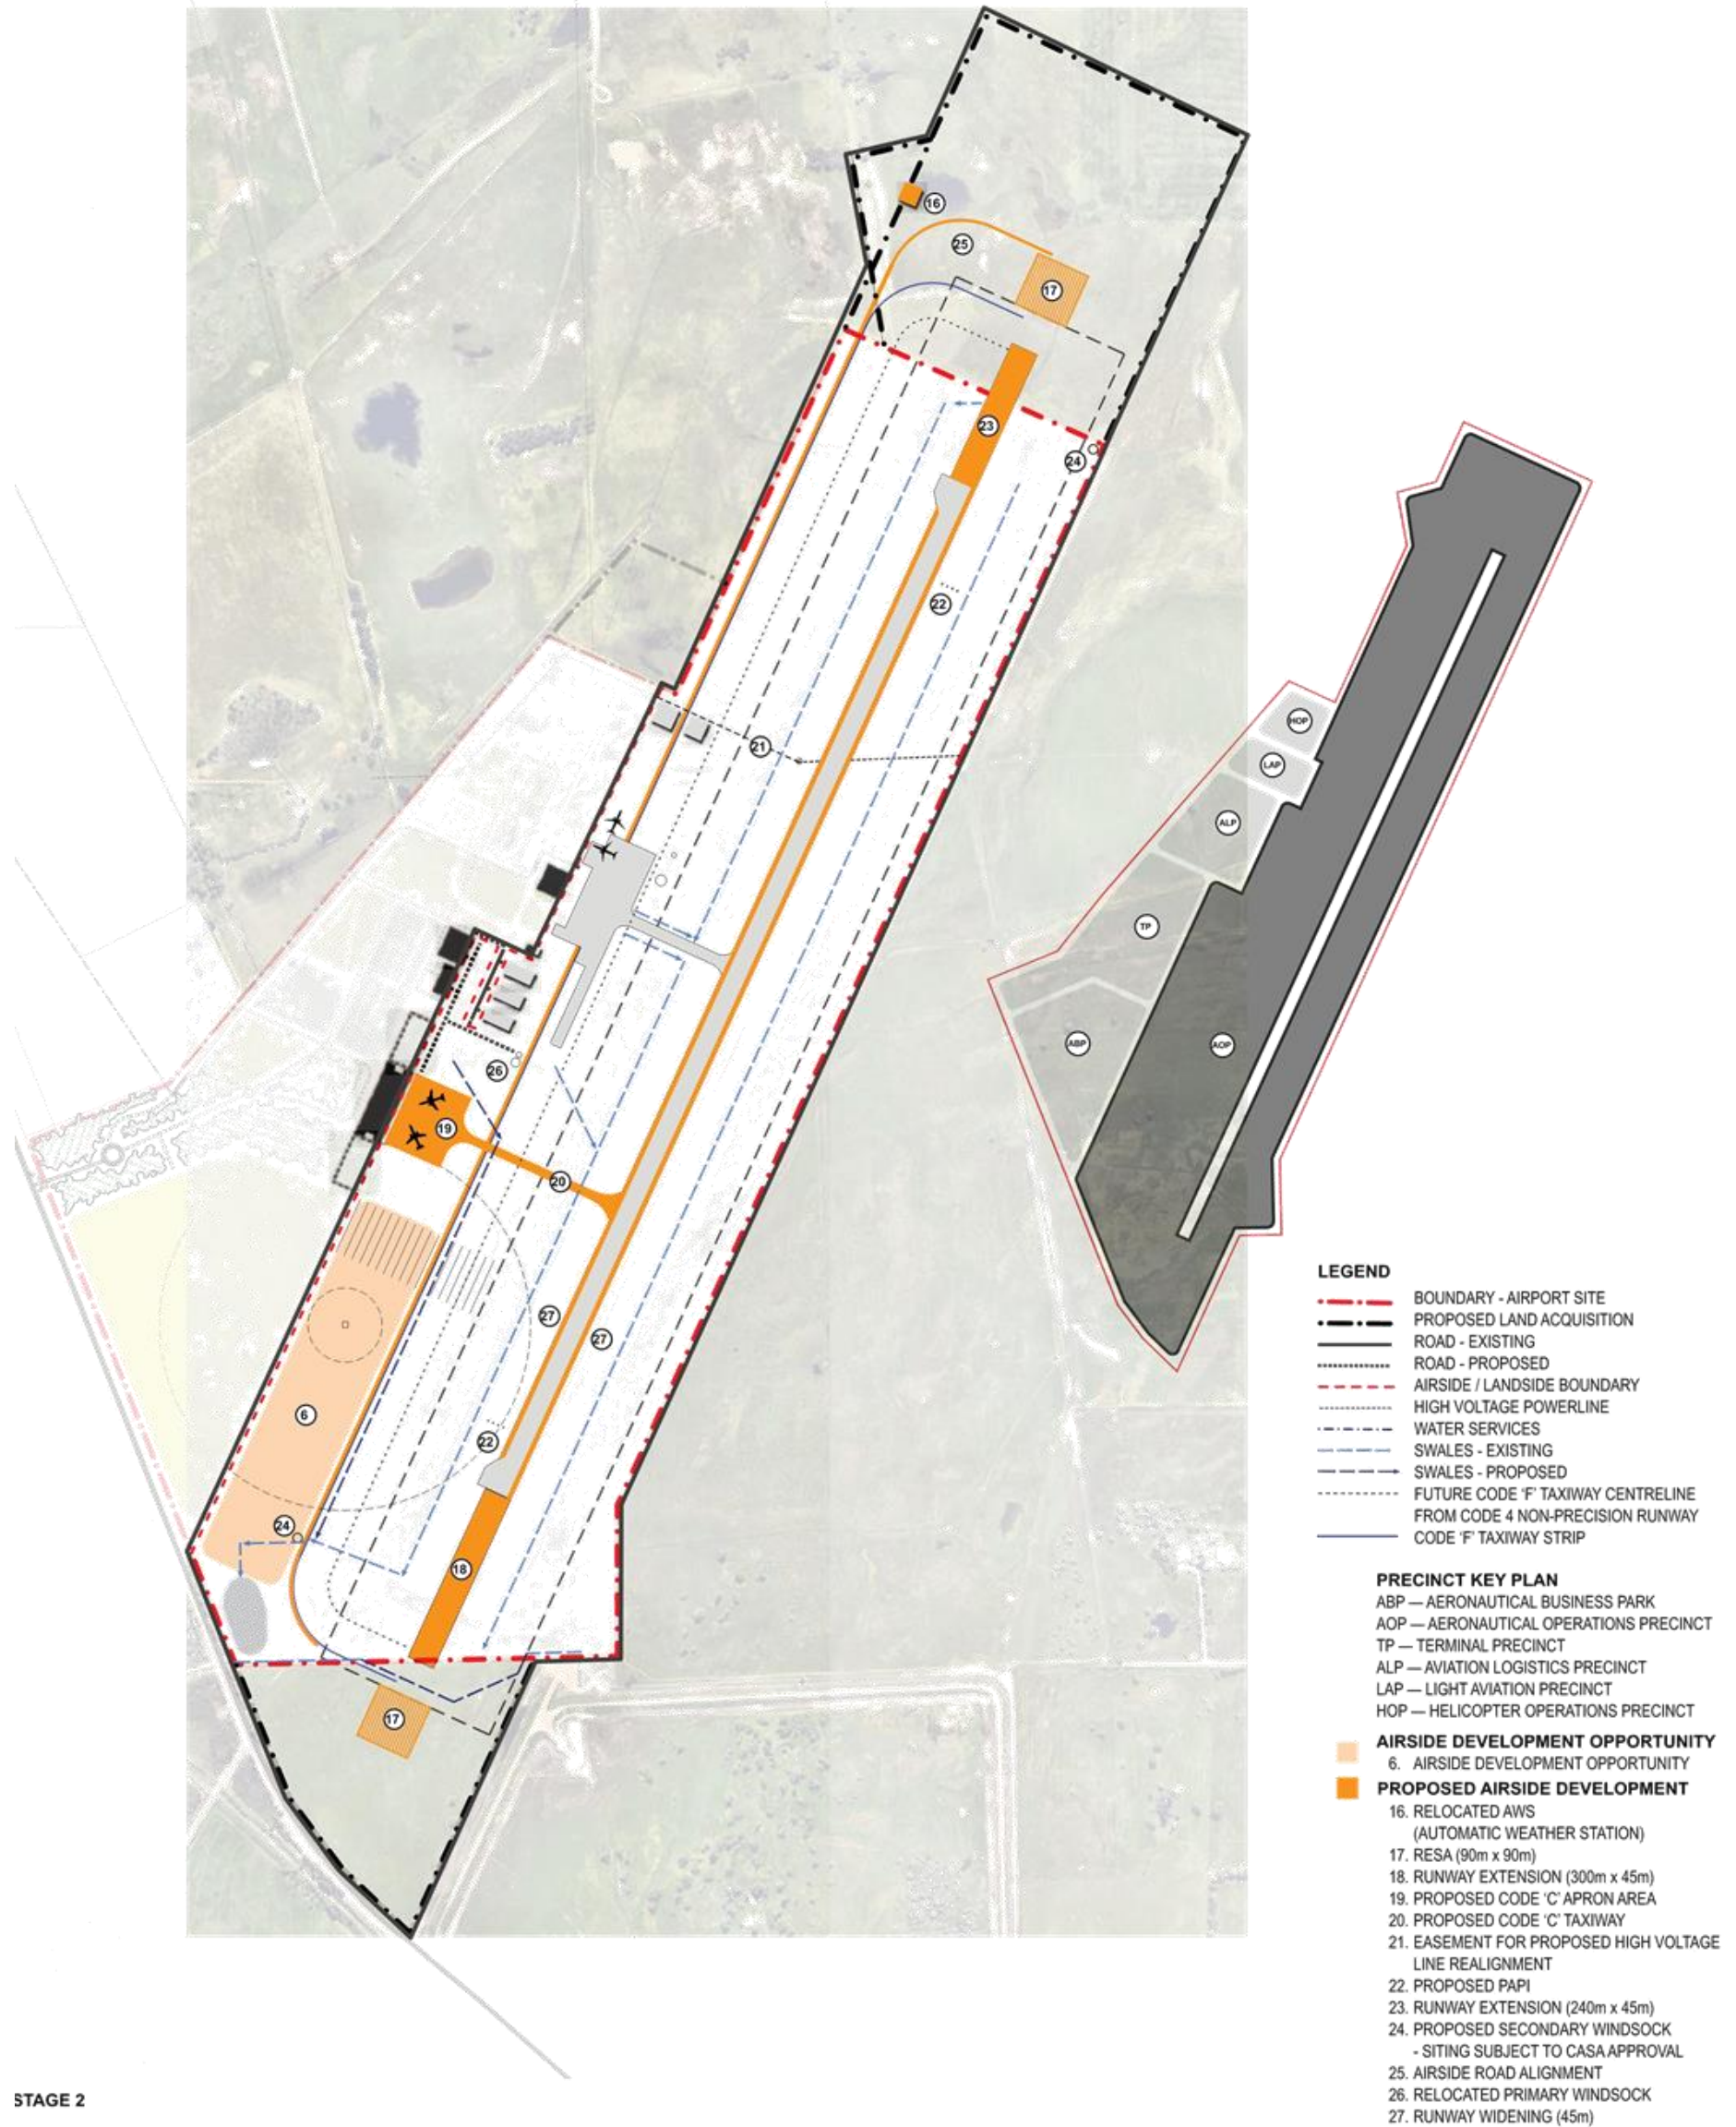 16
25
17
23
24
22
21
26
19
20
27
27
6
22
24
18
17
HOP
LAP
ALP
TP
ABP
AOP
LEGEND
BOUNDARY - AIRPORT SITE
PROPOSED LAND ACQUISITION
ROAD - EXISTING
ROAD - PROPOSED
AIRSIDE / LANDSIDE BOUNDARY
HIGH VOLTAGE POWERLINE
WATER SERVICES
SWALES - EXISTING
SWALES - PROPOSED
FUTURE CODE ‘F’ TAXIWAY CENTRELINE
FROM CODE 4 NON-PRECISION RUNWAY
CODE ‘F’ TAXIWAY STRIP
PRECINCT KEY PLAN
ABP — AERONAUTICAL BUSINESS PARK
AOP — AERONAUTICAL OPERATIONS PRECINCT
TP — TERMINAL PRECINCT
ALP — AVIATION LOGISTICS PRECINCT
LAP — LIGHT AVIATION PRECINCT
HOP — HELICOPTER OPERATIONS PRECINCT
AIRSIDE DEVELOPMENT OPPORTUNITY
6. AIRSIDE DEVELOPMENT OPPORTUNITY
PROPOSED AIRSIDE DEVELOPMENT
16. RELOCATED AWS
(AUTOMATIC WEATHER STATION)
17. RESA (90m x 90m)
18. RUNWAY EXTENSION (300m x 45m)
19. PROPOSED CODE ‘C’ APRON AREA
20. PROPOSED CODE ‘C’ TAXIWAY
21. EASEMENT FOR PROPOSED HIGH VOLTAGE
LINE REALIGNMENT
22. PROPOSED PAPI
23. RUNWAY EXTENSION (240m x 45m)
24. PROPOSED SECONDARY WINDSOCK
- SITING SUBJECT TO CASA APPROVAL
25. AIRSIDE ROAD ALIGNMENT
26. RELOCATED PRIMARY WINDSOCK
27. RUNWAY WIDENING (45m)
STAGE 2